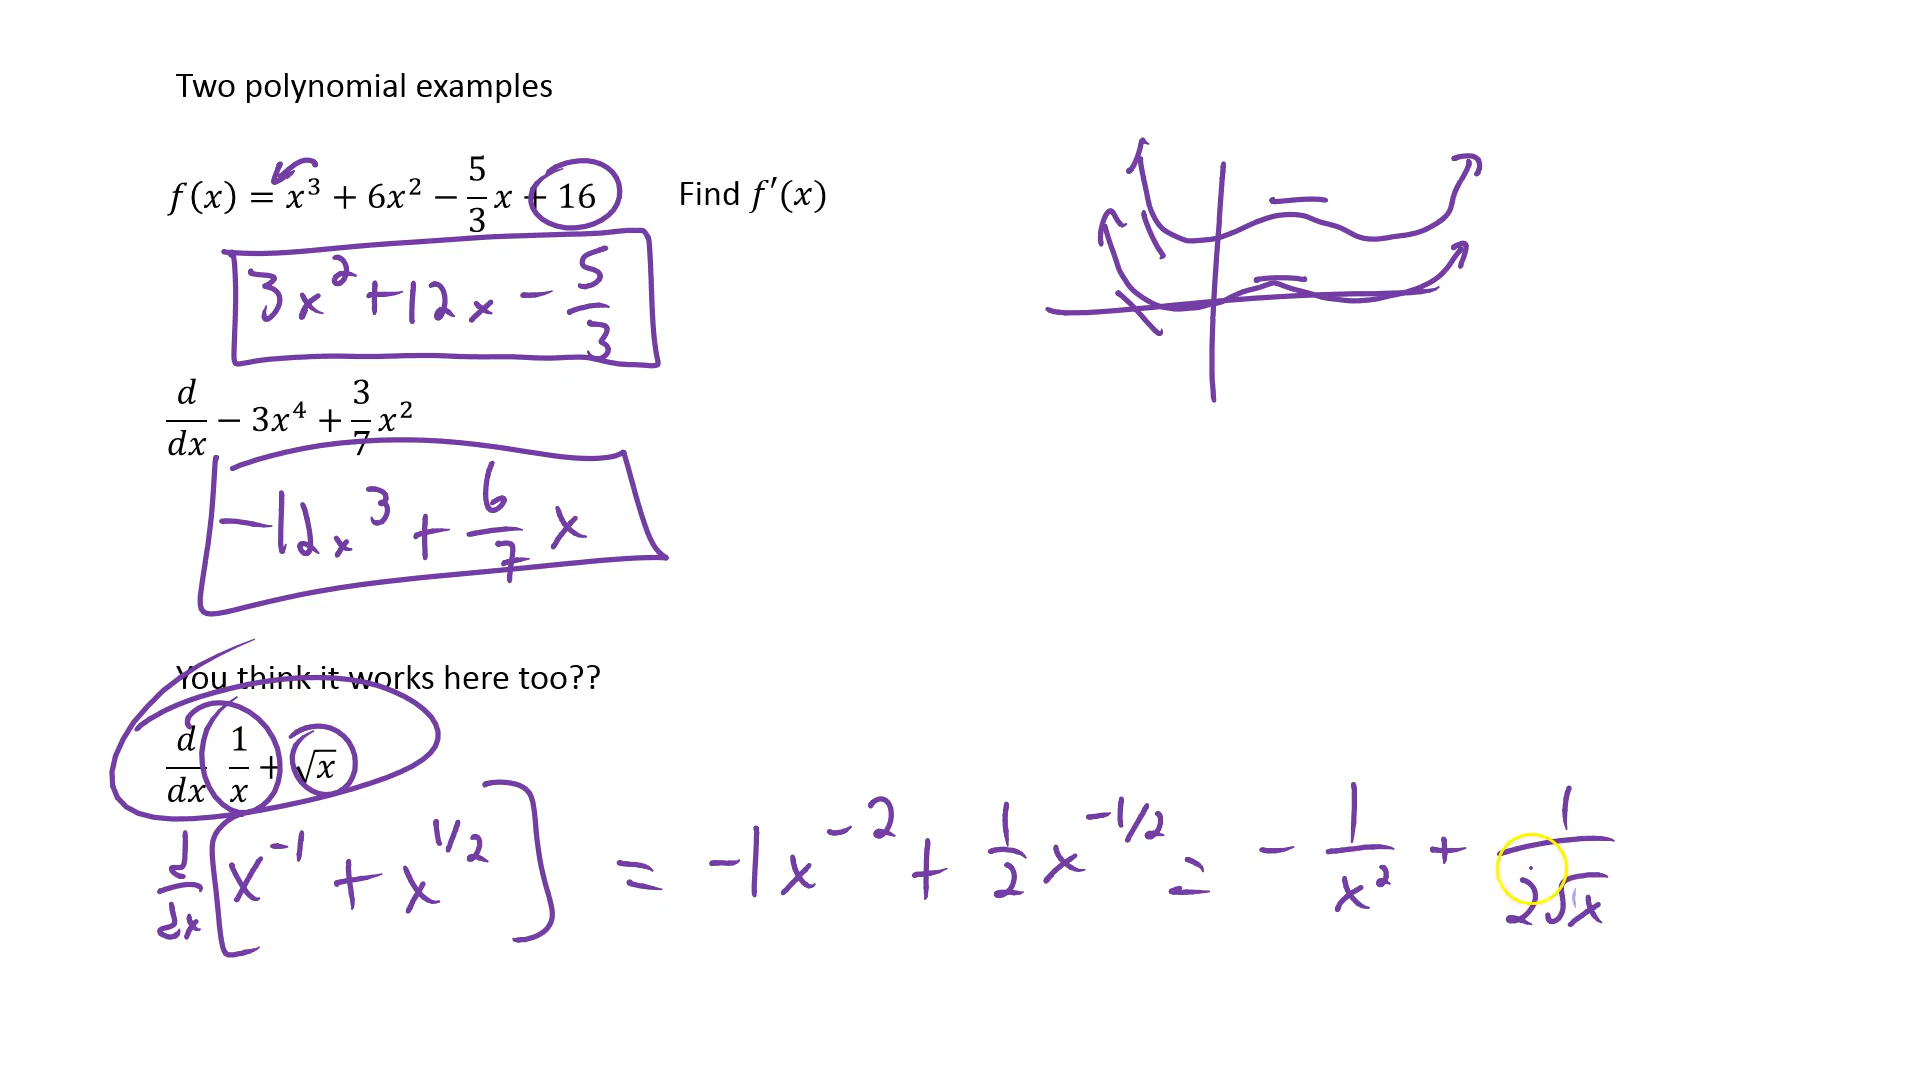 Two polynomial examples
f(x) = x³ + 6x² − 5/3 x + 16 Find f′(x)
3x² + 12x − 5/3
d/dx − 3x⁴ + 3/7 x²
−12x³ + 6/7 x
You think it works here too??
d/dx 1/x + √x
d/dx [x⁻¹ + x^(1/2)] = −1x⁻² + 1/2 x^(−1/2) = − 1/x² + 1/(2√x)